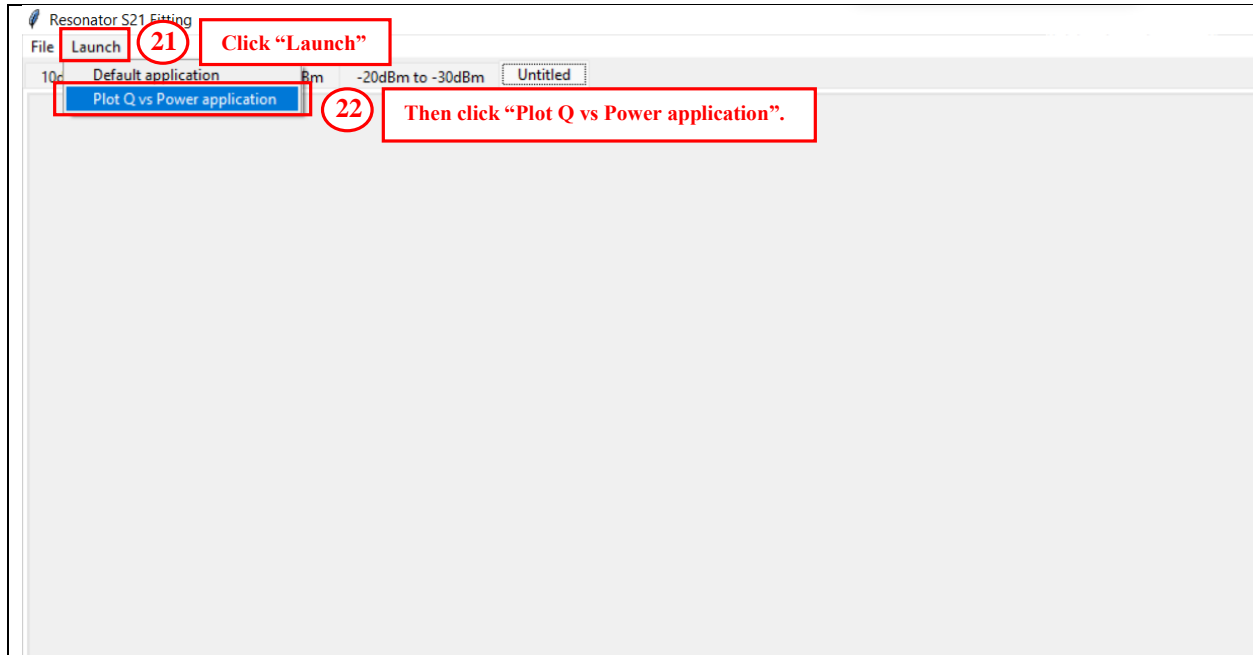 Resonator S21 Fitting
File Launch 21 Click “Launch”
Default application -20dBm to -30dBm Untitled
Plot Q vs Power application
22 Then click “Plot Q vs Power application”.